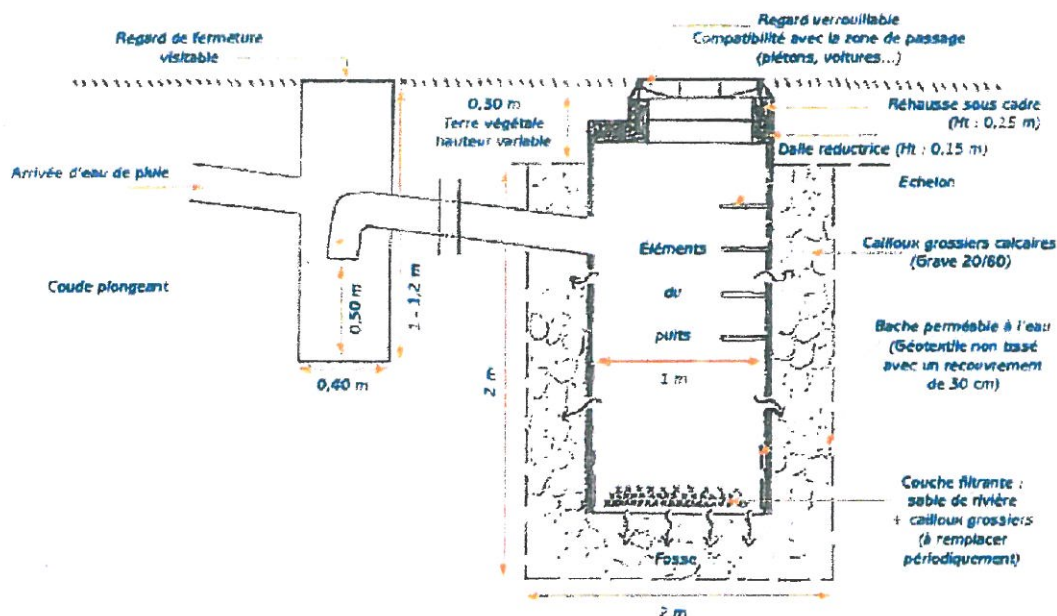 Regard de fermeture
visitable
Regard verrouillable
Compatibilité avec la zone de passage
(piétons, voitures...)
0,30 m
Terre végétale
hauteur variable
Réhausse sous cadre
(Ht : 0,25 m)
Dalle réductrice (Ht : 0,15 m)
Arrivée d'eau de pluie
Echelon
Eléments
du
puits
Cailloux grossiers calcaires
(Grave 20/80)
Coude plongeant
0,50 m
1 - 1,2 m
0,40 m
2 m
1 m
Bache perméable à l'eau
(Géotextile non tissé
avec un recouvrement
de 30 cm)
Couche filtrante :
sable de rivière
+ cailloux grossiers
(à remplacer
périodiquement)
Fosse
2 m